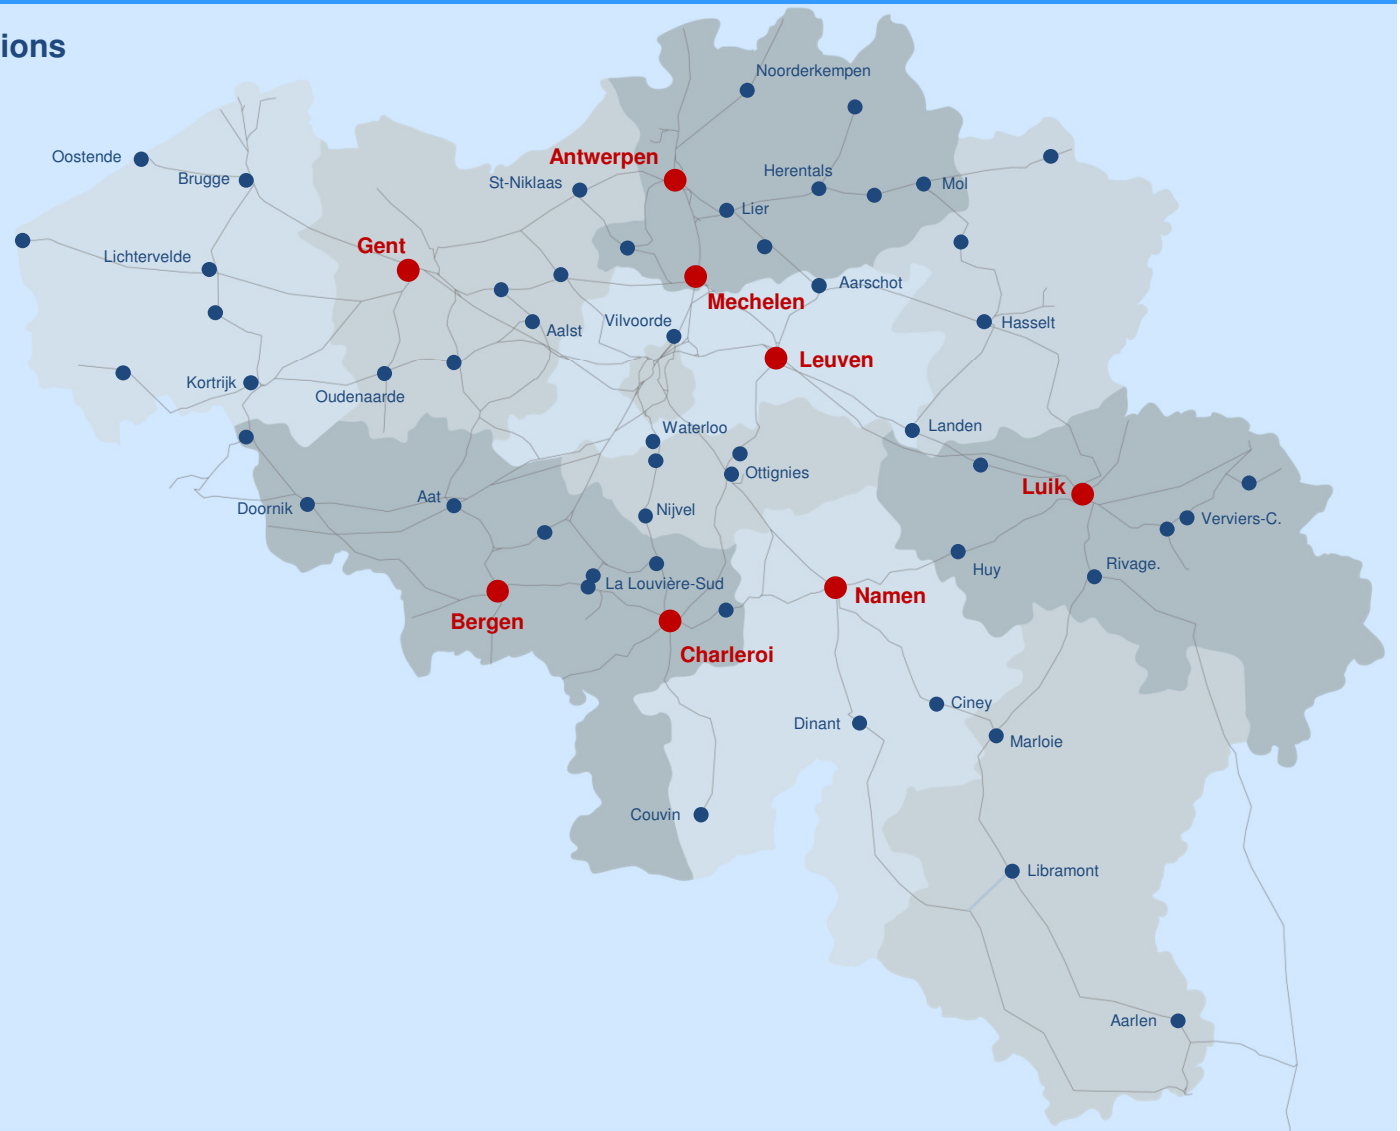 ions
Noorderkempen
Oostende
Antwerpen
Herentals
Brugge
St-Niklaas
Mol
Lier
Gent
Lichtervelde
Aarschot
Mechelen
Vilvoorde
Hasselt
Aalst
Leuven
Kortrijk
Oudenaarde
Waterloo
Landen
Ottignies
Luik
Aat
Doornik
Nijvel
Verviers-C.
Rivage.
Huy
La Louvière-Sud
Namen
Bergen
Charleroi
Ciney
Dinant
Marloie
Couvin
Libramont
Aarlen